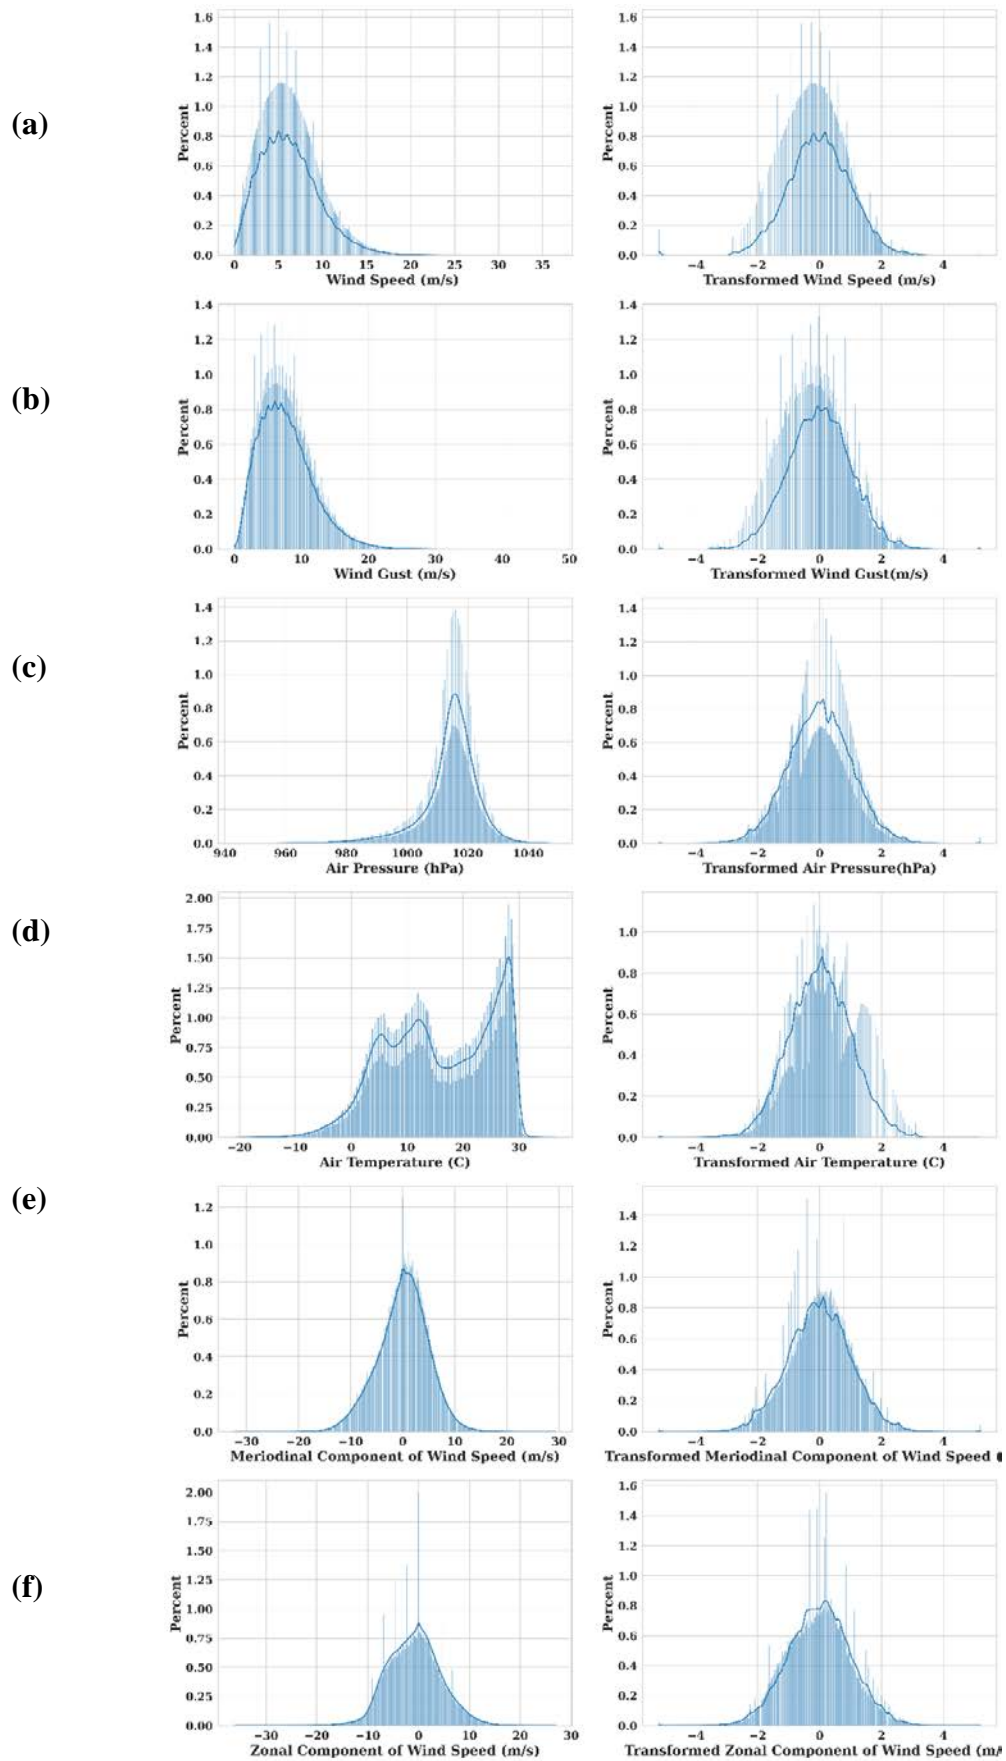 (a)
Percent
1.6
1.4
1.2
1.0
0.8
0.6
0.4
0.2
0.0
0 5 10 15 20 25 30 35
Wind Speed (m/s)
Percent
1.6
1.4
1.2
1.0
0.8
0.6
0.4
0.2
0.0
−4 −2 0 2 4
Transformed Wind Speed (m/s)
(b)
Percent
1.4
1.2
1.0
0.8
0.6
0.4
0.2
0.0
0 10 20 30 40 50
Wind Gust (m/s)
Percent
1.4
1.2
1.0
0.8
0.6
0.4
0.2
0.0
−4 −2 0 2 4
Transformed Wind Gust(m/s)
(c)
Percent
1.4
1.2
1.0
0.8
0.6
0.4
0.2
0.0
940 960 980 1000 1020 1040
Air Pressure (hPa)
Percent
1.4
1.2
1.0
0.8
0.6
0.4
0.2
0.0
−4 −2 0 2 4
Transformed Air Pressure(hPa)
(d)
Percent
2.00
1.75
1.50
1.25
1.00
0.75
0.50
0.25
0.00
−20 −10 0 10 20 30
Air Temperature (C)
Percent
1.0
0.8
0.6
0.4
0.2
0.0
−4 −2 0 2 4
Transformed Air Temperature (C)
(e)
Percent
1.2
1.0
0.8
0.6
0.4
0.2
0.0
−30 −20 −10 0 10 20 30
Meriodinal Component of Wind Speed (m/s)
Percent
1.4
1.2
1.0
0.8
0.6
0.4
0.2
0.0
−4 −2 0 2 4
Transformed Meriodinal Component of Wind Speed
(f)
Percent
2.00
1.75
1.50
1.25
1.00
0.75
0.50
0.25
0.00
−30 −20 −10 0 10 20 30
Zonal Component of Wind Speed (m/s)
Percent
1.6
1.4
1.2
1.0
0.8
0.6
0.4
0.2
0.0
−4 −2 0 2 4
Transformed Zonal Component of Wind Speed (m/s